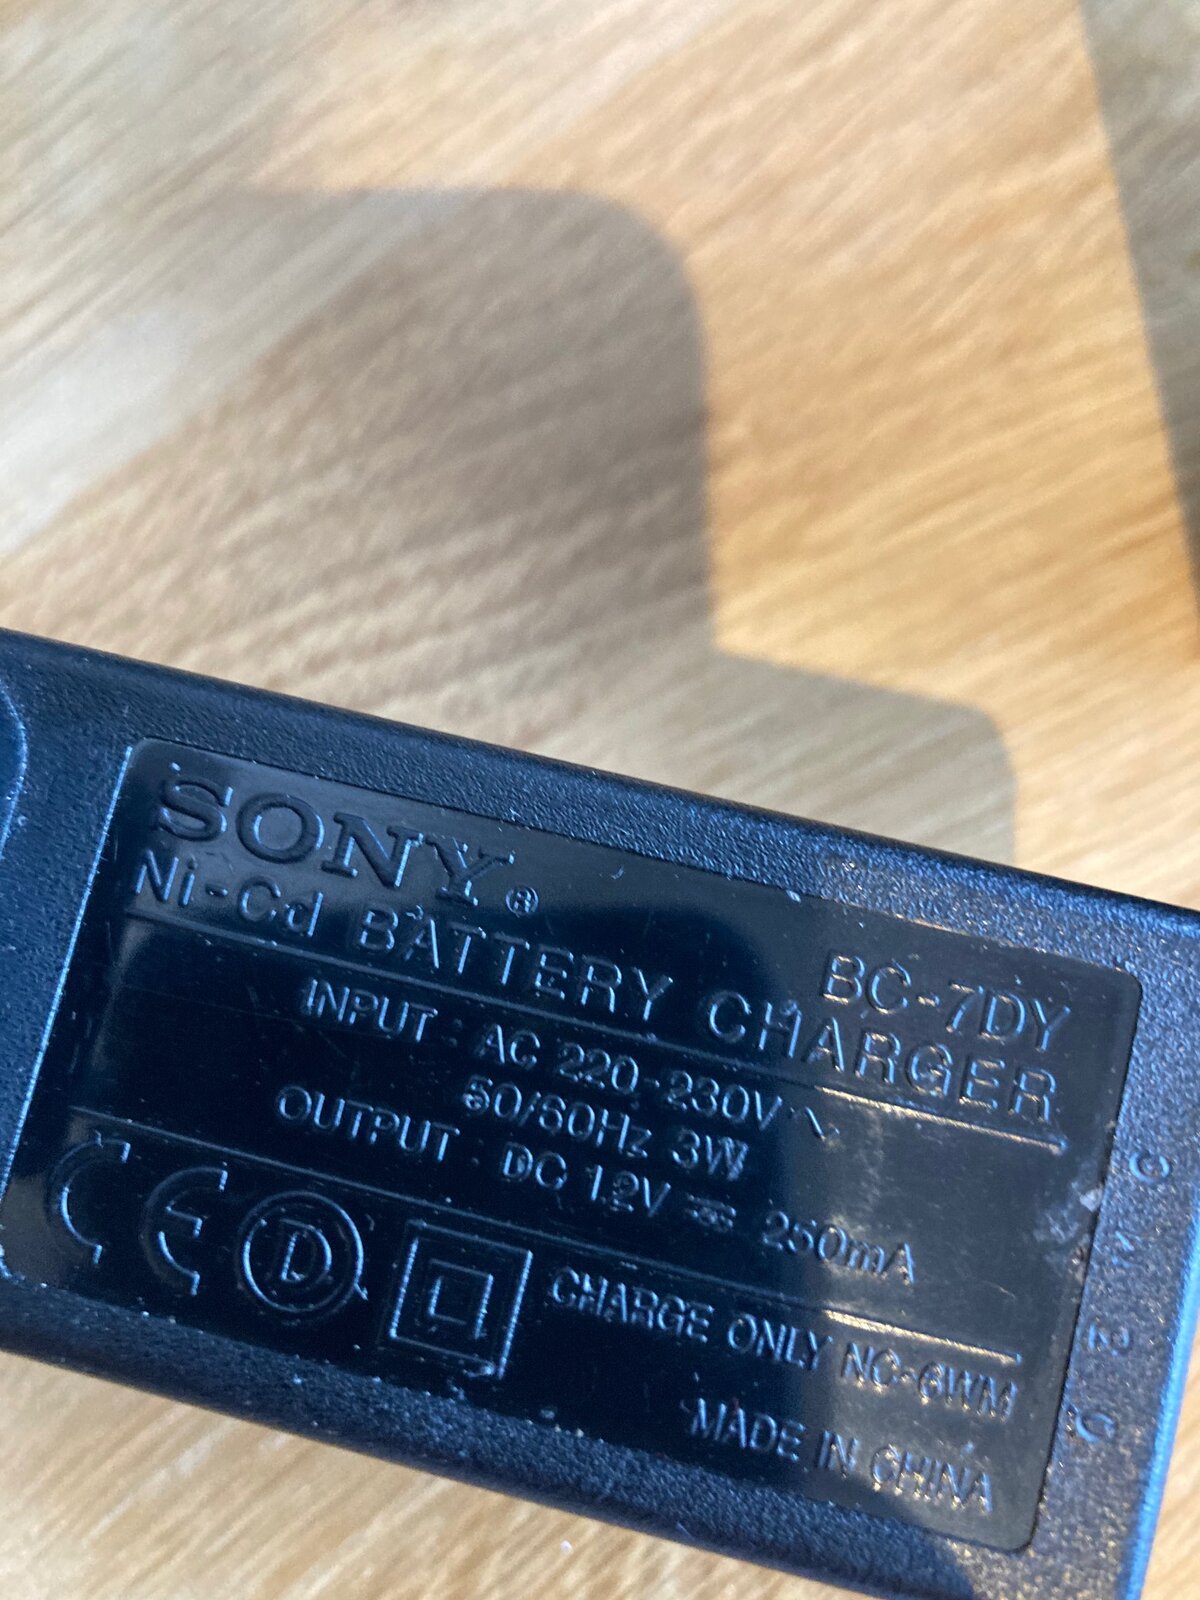 SONY®
BC-7DY
Ni-Cd BATTERY CHARGER
INPUT : AC 220-230V ~
50/60Hz 3W
OUTPUT : DC 1.2V ⎓ 250mA
CE D CHARGE ONLY NC-6WM
MADE IN CHINA